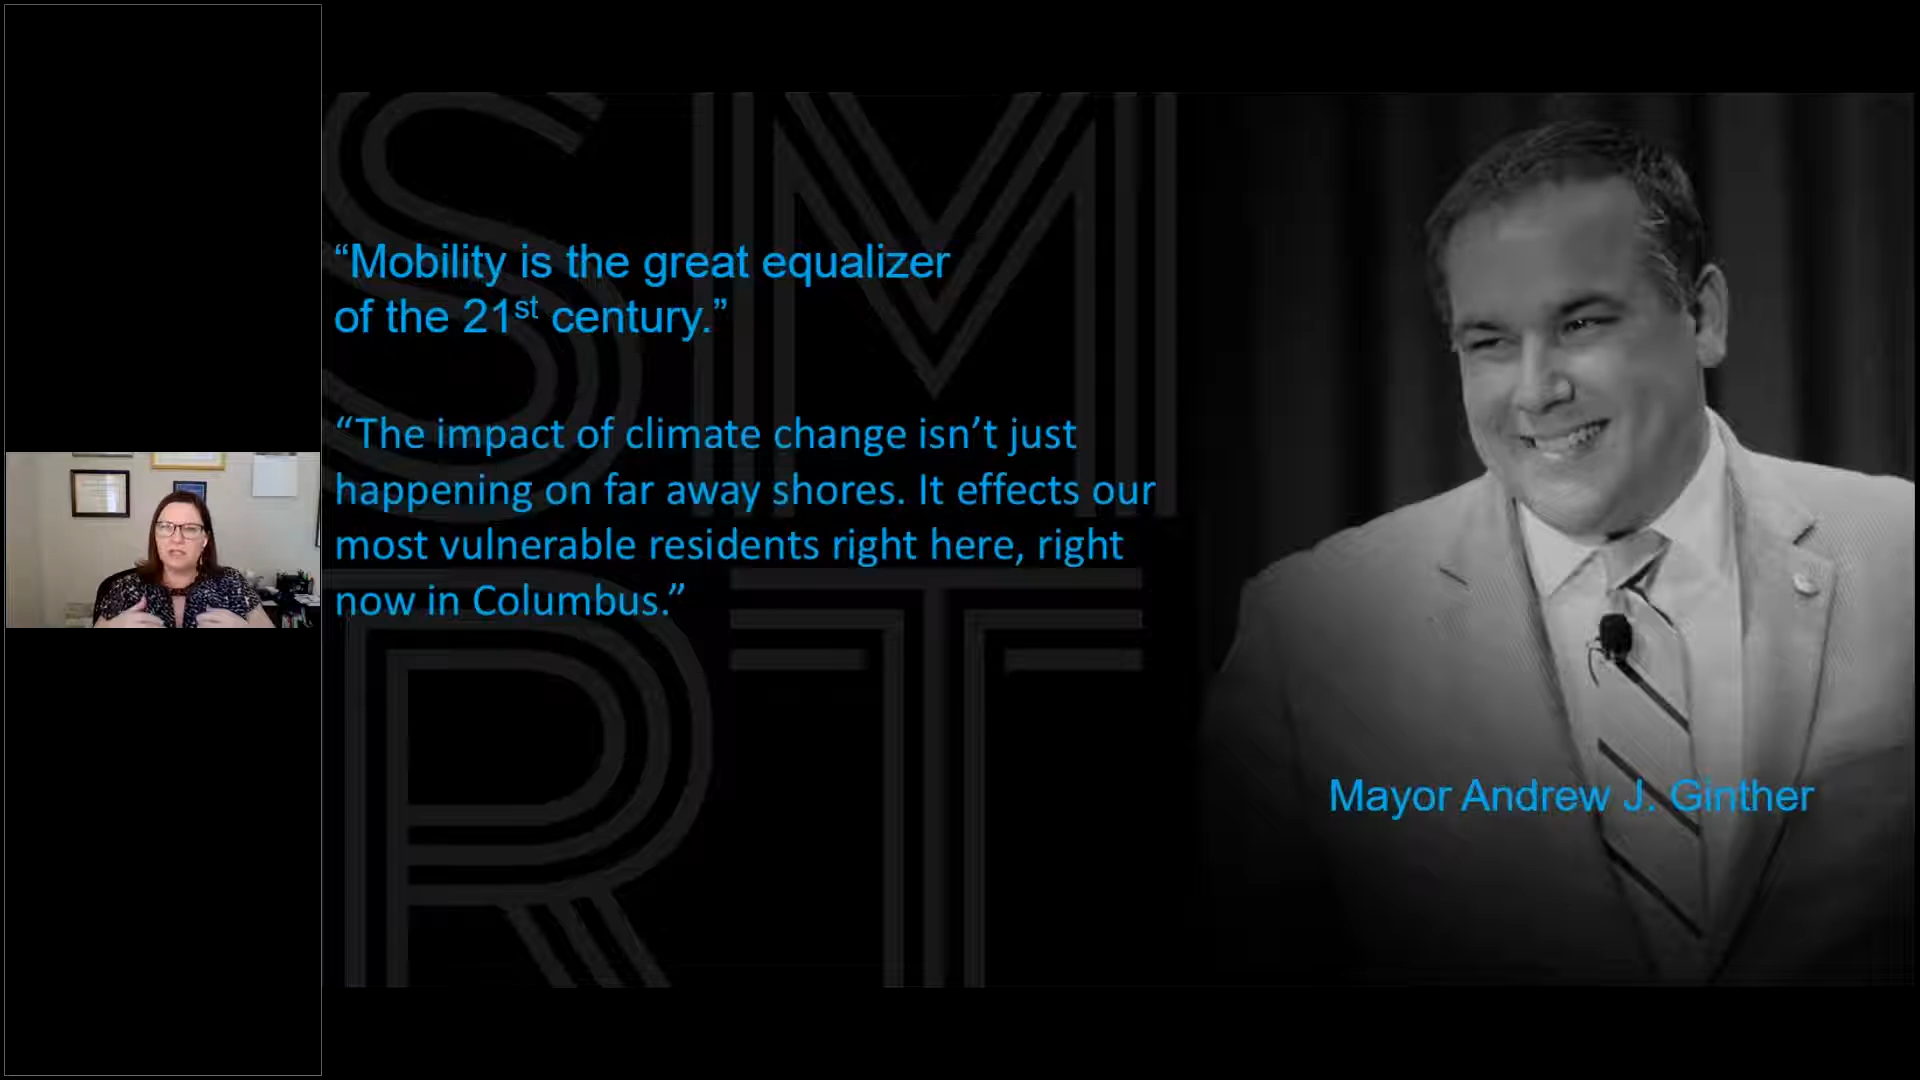 SM
RT
“Mobility is the great equalizer
of the 21st century.”
“The impact of climate change isn’t just
happening on far away shores. It effects our
most vulnerable residents right here, right
now in Columbus.”
Mayor Andrew J. Ginther